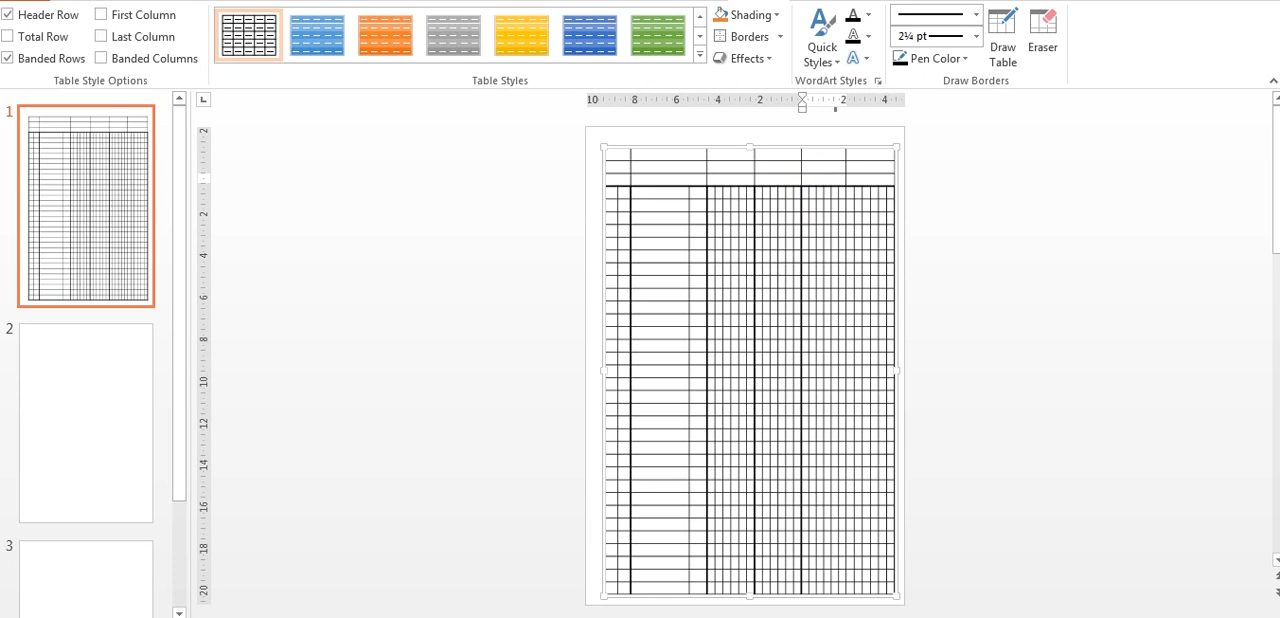 Header Row First Column
Total Row Last Column
Banded Rows Banded Columns
Table Style Options
Table Styles
Shading
Borders
Effects
Quick
Styles
A
A
A
A
WordArt Styles
2¼ pt
Pen Color
Draw
Table
Eraser
Draw Borders
1
2
3
L
10 8 6 4 2 2 4
2
2
4
6
8
10
12
14
16
18
20